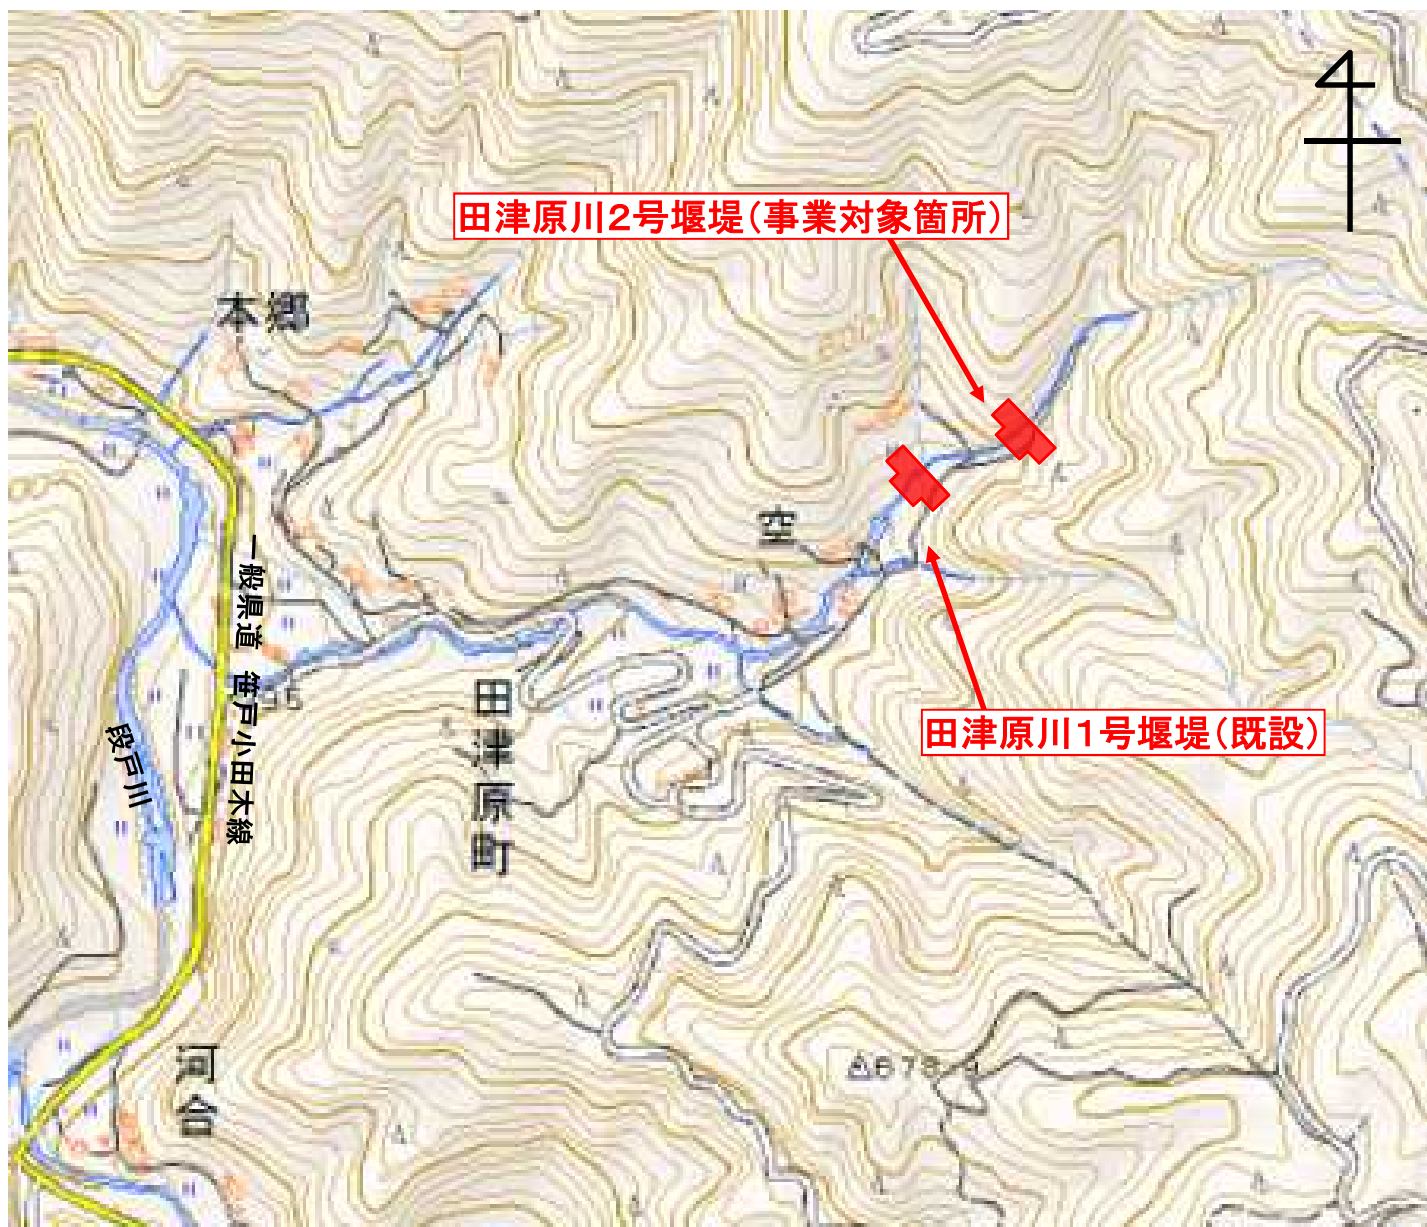 田津原川2号堰堤(事業対象箇所)
本郷
一般県道　笹戸小田木線
段戸川
田津原町
田津原川1号堰堤(既設)
河合